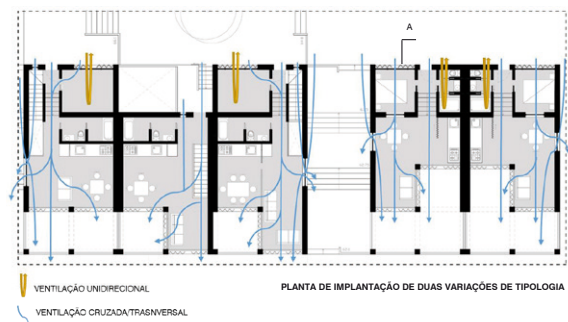 A
VENTILAÇÃO UNIDIRECIONAL
PLANTA DE IMPLANTAÇÃO DE DUAS VARIAÇÕES DE TIPOLOGIA
VENTILAÇÃO CRUZADA/TRASNVERSAL